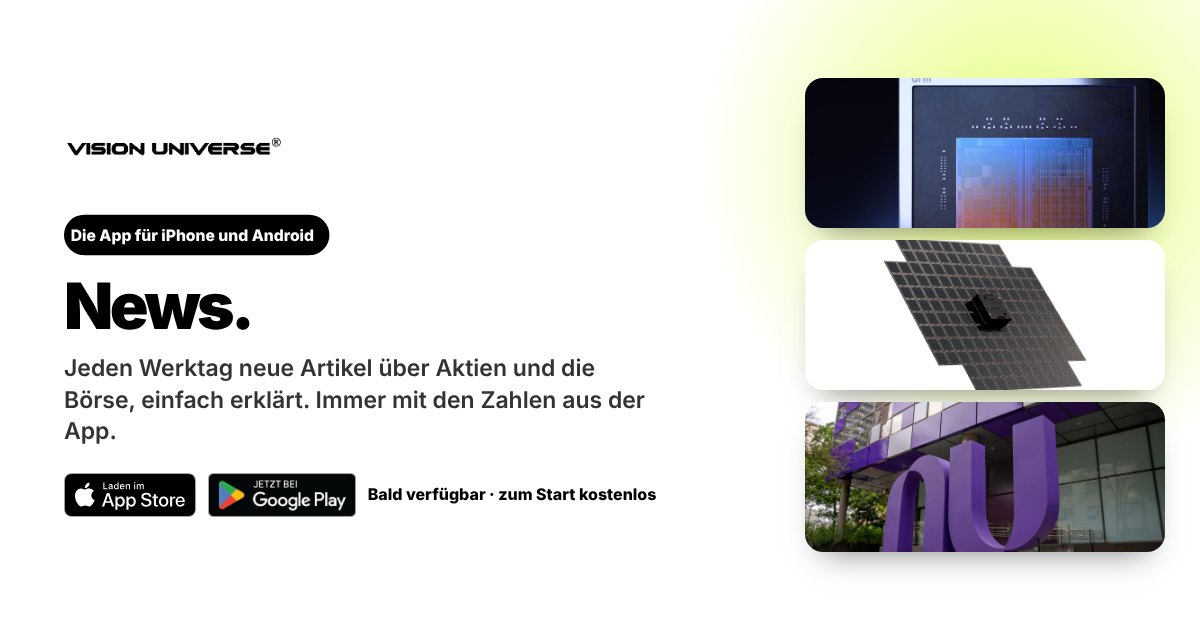 VISION UNIVERSE®
Die App für iPhone und Android
News.
Jeden Werktag neue Artikel über Aktien und die
Börse, einfach erklärt. Immer mit den Zahlen aus der
App.
Laden im
App Store
JETZT BEI
Google Play
Bald verfügbar · zum Start kostenlos
arm
nu